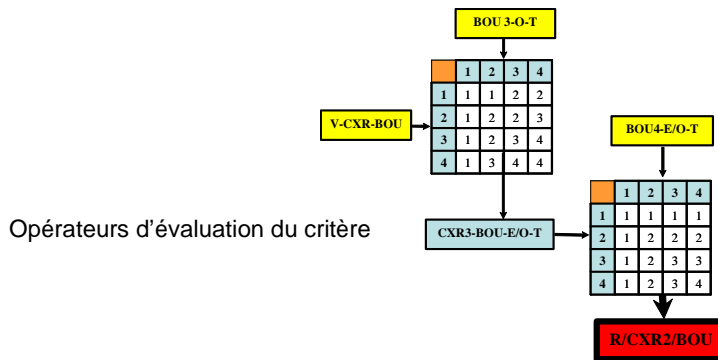 BOU 3-O-T
1 2 3 4
1 1 1 2 2
V-CXR-BOU
2 1 2 2 3
BOU4-E/O-T
3 1 2 3 4
4 1 3 4 4
1 2 3 4
Opérateurs d'évaluation du critère
CXR3-BOU-E/O-T
1 1 1 1 1
2 1 2 2 2
3 1 2 3 3
4 1 2 3 4
R/CXR2/BOU